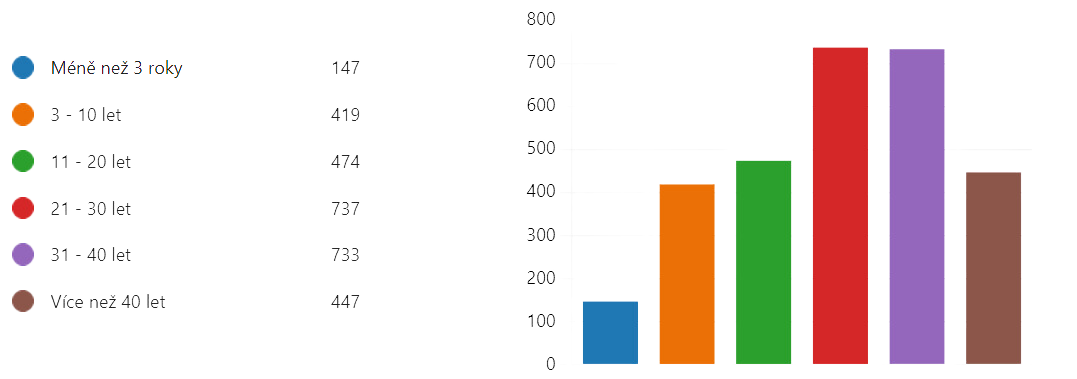 Méně než 3 roky 147
3 - 10 let 419
11 - 20 let 474
21 - 30 let 737
31 - 40 let 733
Více než 40 let 447
800
700
600
500
400
300
200
100
0